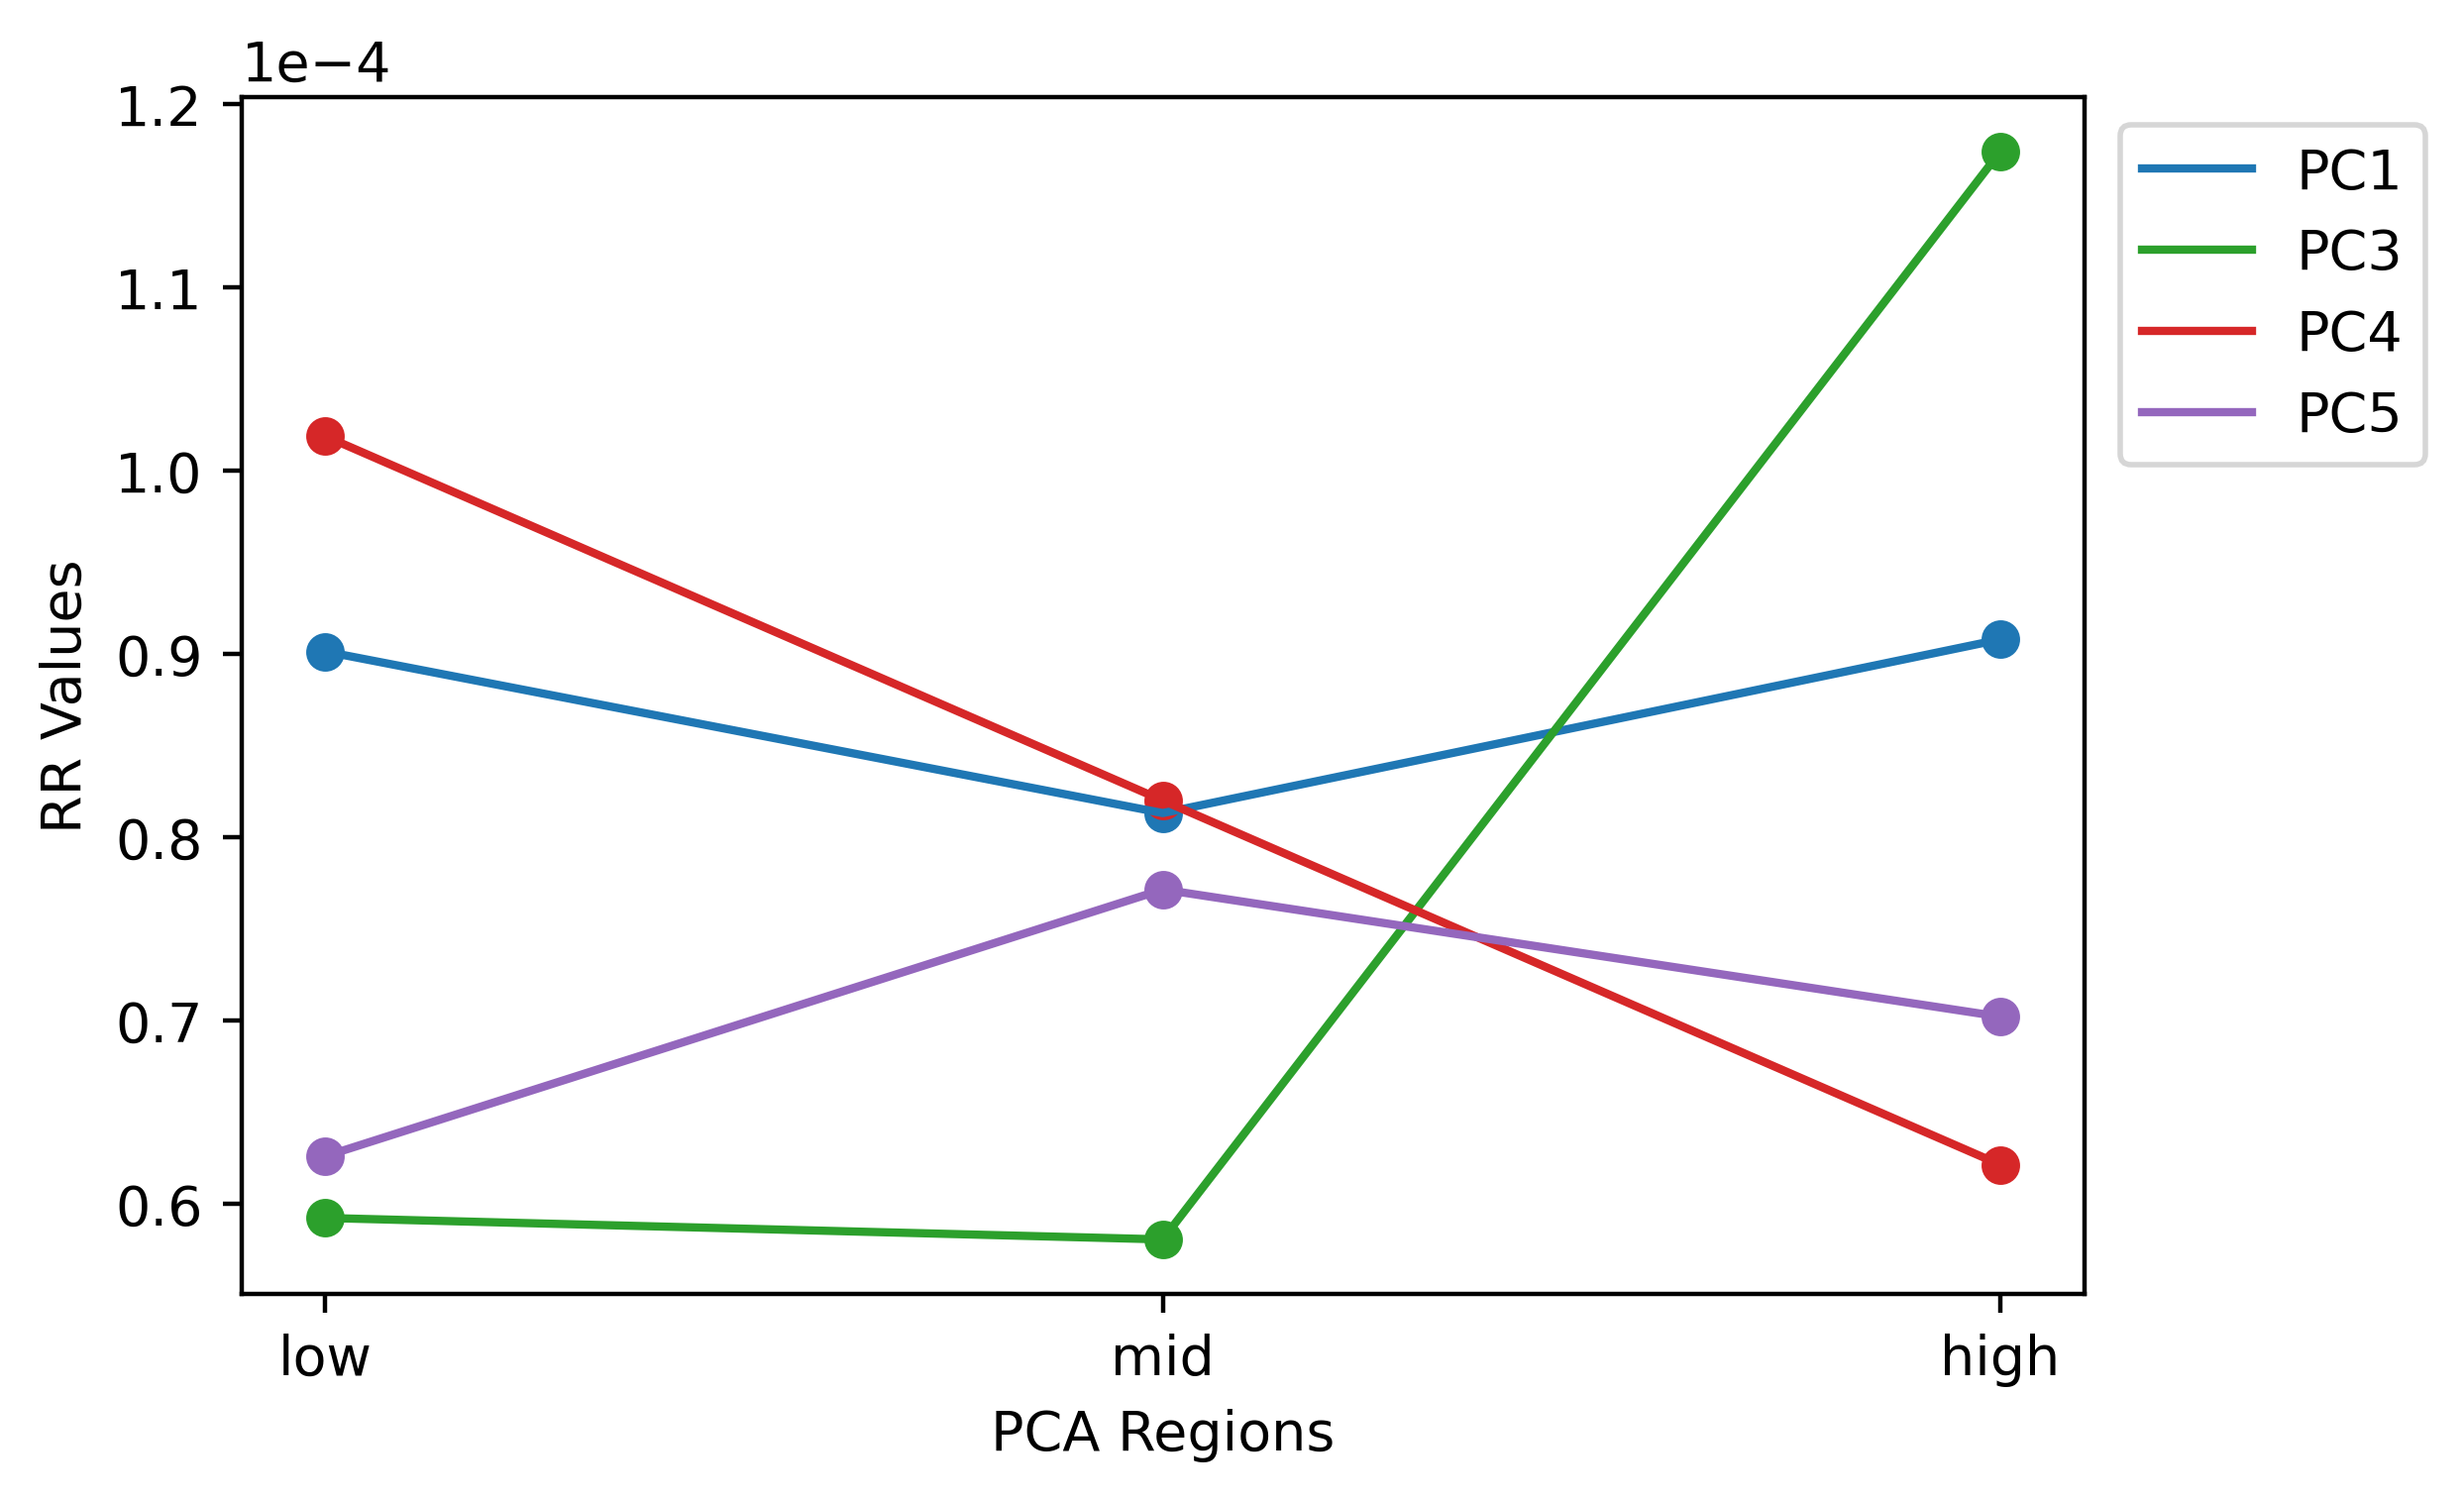 1e−4
1.2
1.1
1.0
0.9
0.8
0.7
0.6
RR Values
low mid high
PCA Regions
PC1
PC3
PC4
PC5